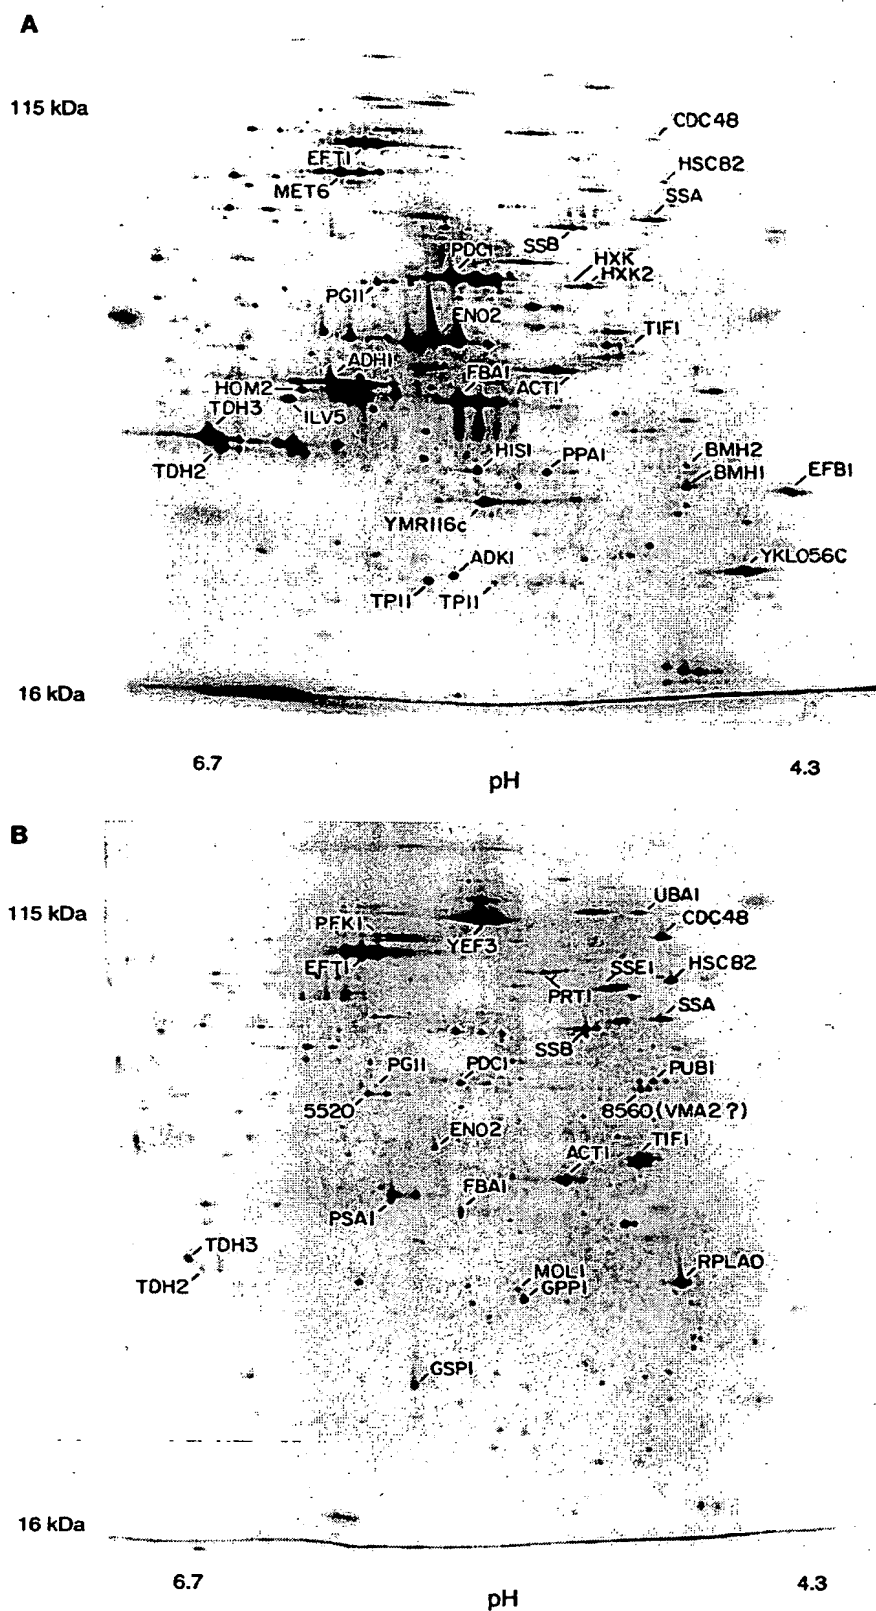 A
115 kDa
CDC48
EFT1
HSC82
MET6
SSA
PDC1
SSB
HXK
HXK2
PGI1
ENO2
TIF1
ADH1
FBA1
ACT1
HOM2
TDH3
ILV5
HIS1
PPA1
BMH2
BMH1
EFB1
TDH2
YMR116c
ADK1
YKL056C
TPI1
TPI1
16 kDa
6.7
pH
4.3
B
115 kDa
UBA1
PFK1
CDC48
YEF3
EFT1
SSE1
HSC82
PRT1
SSA
SSB
PGI1
PDC1
PUB1
5520
8560(VMA2?)
ENO2
TIF1
ACT1
FBA1
PSA1
TDH3
RPLA0
TDH2
MOL1
GPP1
GSP1
16 kDa
6.7
pH
4.3